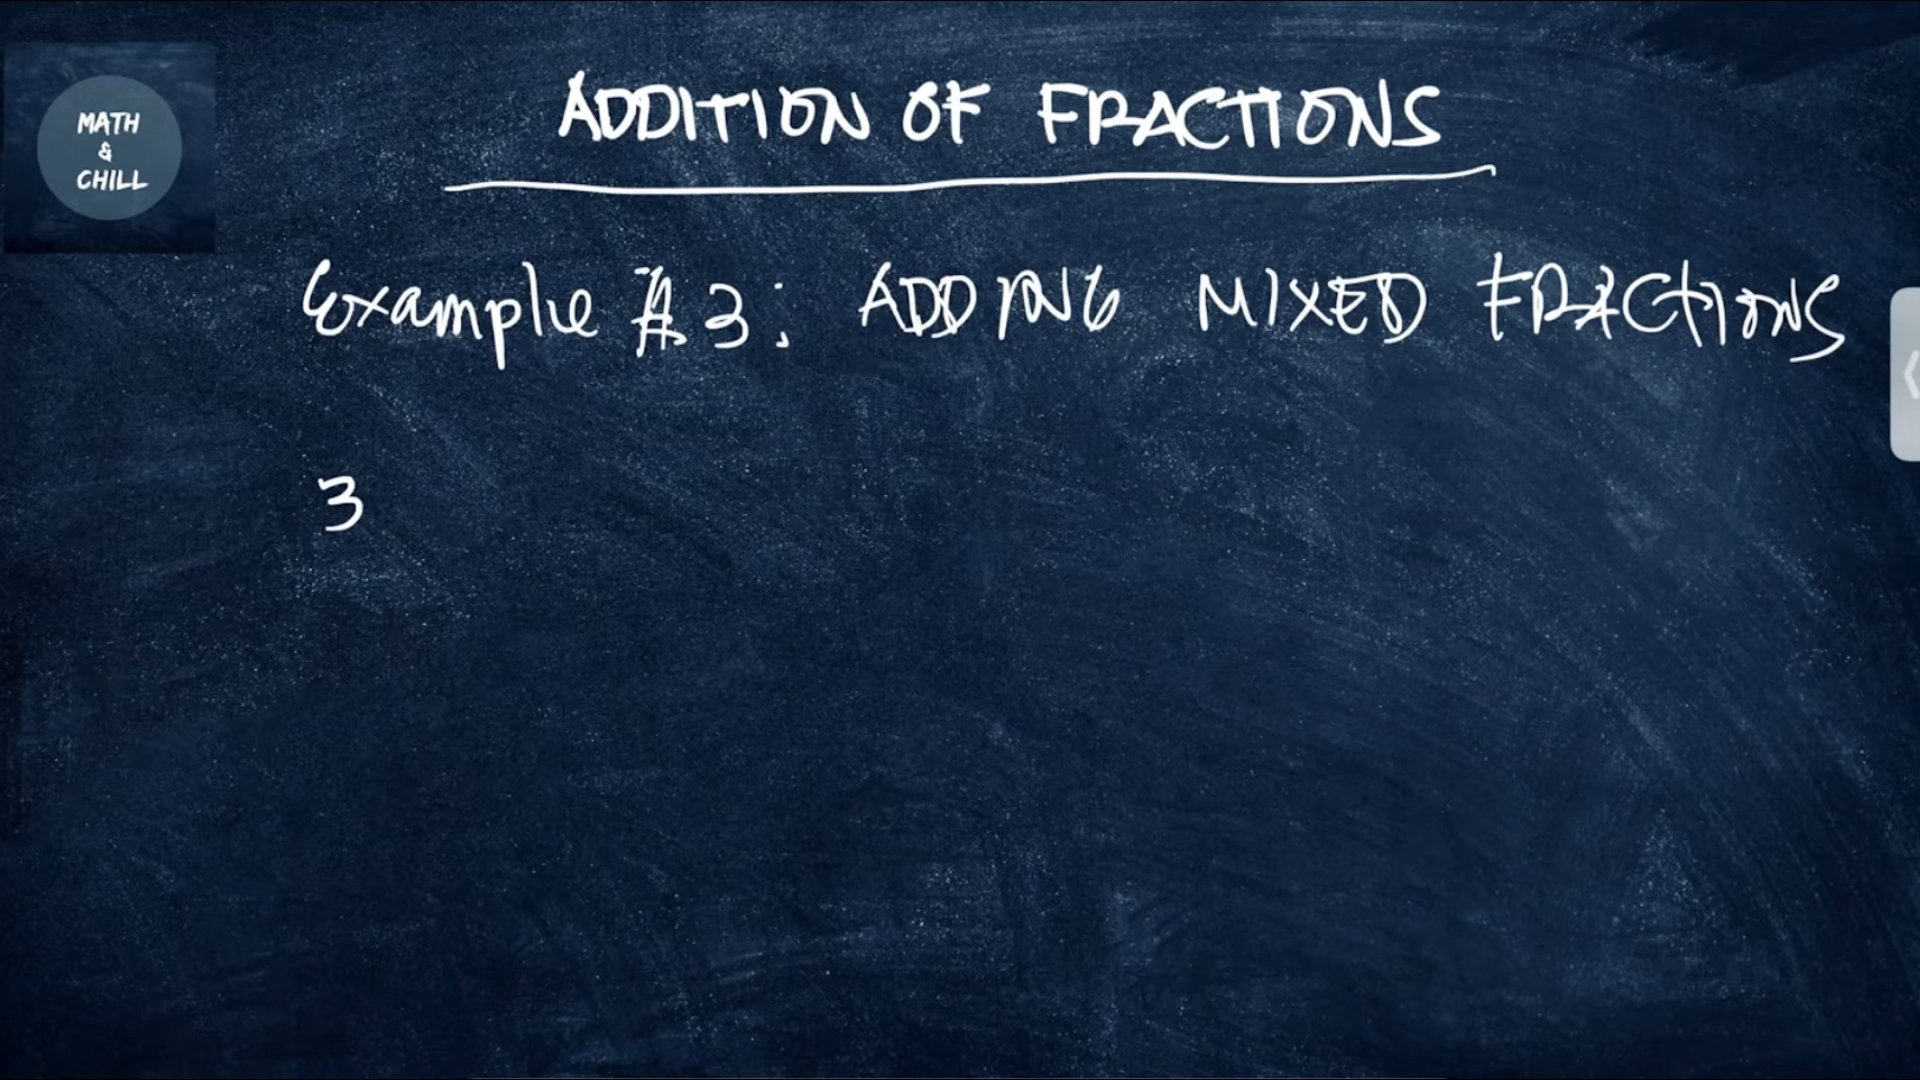 MATH
&
CHILL
ADDITION OF FRACTIONS
Example #3: ADDING MIXED FRACTIONS
3